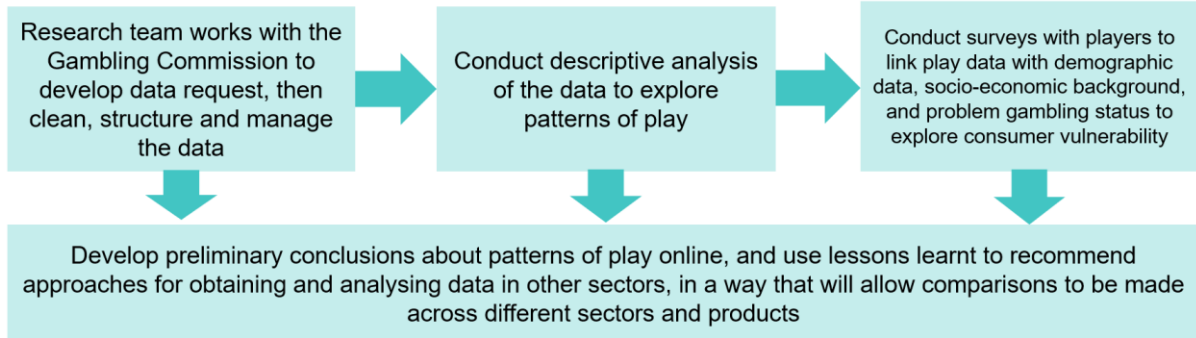 Research team works with the
Gambling Commission to
develop data request, then
clean, structure and manage
the data
Conduct descriptive analysis
of the data to explore
patterns of play
Conduct surveys with players to
link play data with demographic
data, socio-economic background,
and problem gambling status to
explore consumer vulnerability
Develop preliminary conclusions about patterns of play online, and use lessons learnt to recommend
approaches for obtaining and analysing data in other sectors, in a way that will allow comparisons to be made
across different sectors and products